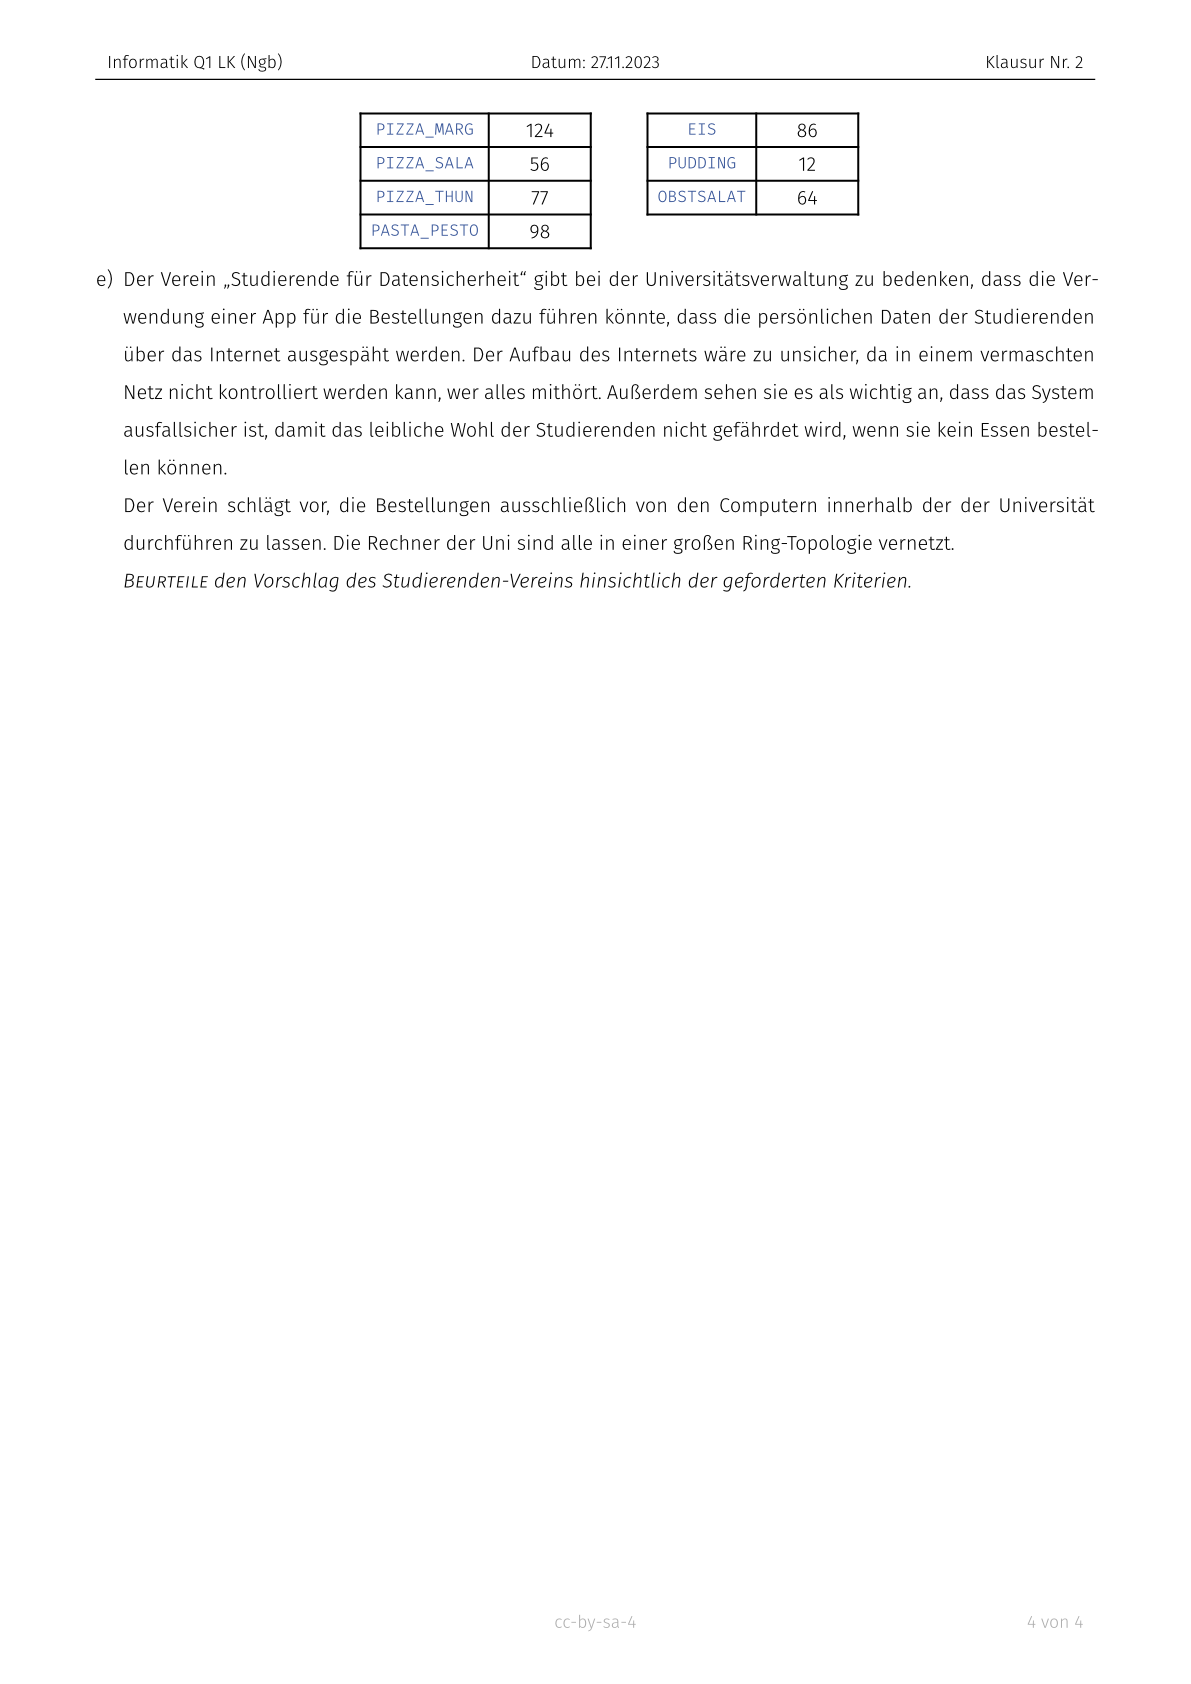 Informatik Q1 LK (Ngb) Datum: 27.11.2023 Klausur Nr. 2
PIZZA_MARG 124 EIS 86
PIZZA_SALA 56 PUDDING 12
PIZZA_THUN 77 OBSTSALAT 64
PASTA_PESTO 98
e) Der Verein „Studierende für Datensicherheit“ gibt bei der Universitätsverwaltung zu bedenken, dass die Ver-
wendung einer App für die Bestellungen dazu führen könnte, dass die persönlichen Daten der Studierenden
über das Internet ausgespäht werden. Der Aufbau des Internets wäre zu unsicher, da in einem vermaschten
Netz nicht kontrolliert werden kann, wer alles mithört. Außerdem sehen sie es als wichtig an, dass das System
ausfallsicher ist, damit das leibliche Wohl der Studierenden nicht gefährdet wird, wenn sie kein Essen bestel-
len können.
Der Verein schlägt vor, die Bestellungen ausschließlich von den Computern innerhalb der der Universität
durchführen zu lassen. Die Rechner der Uni sind alle in einer großen Ring-Topologie vernetzt.
BEURTEILE den Vorschlag des Studierenden-Vereins hinsichtlich der geforderten Kriterien.
cc-by-sa-4 4 von 4